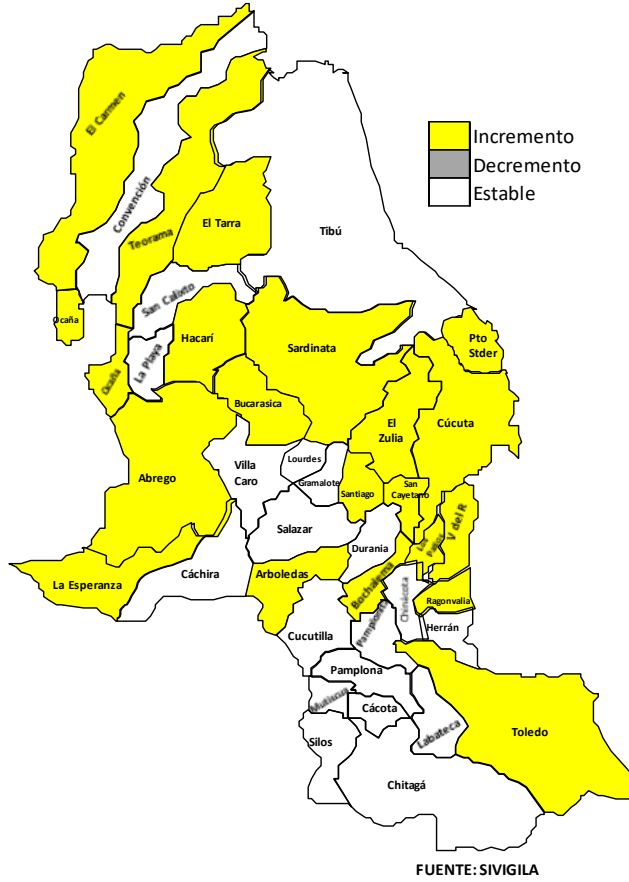 El Carmen
Incremento
Decremento
Estable
Convención
El Tarra
Tibú
Teorama
San Calixto
Ocaña
Hacarí
Sardinata
Pto
Stder
La Playa
Ocaña
Bucarasica
El
Zulia
Cúcuta
Villa
Caro
Lourdes
Gramalote
Abrego
Santiago
San
Cayetano
V del R
Los Patios
Salazar
Durania
La Esperanza
Cáchira
Arboledas
Bochalema
Chinácota
Ragonvalia
Pamplonita
Herrán
Cucutilla
Pamplona
Mutiscua
Cácota
Labateca
Toledo
Silos
Chitagá
FUENTE: SIVIGILA